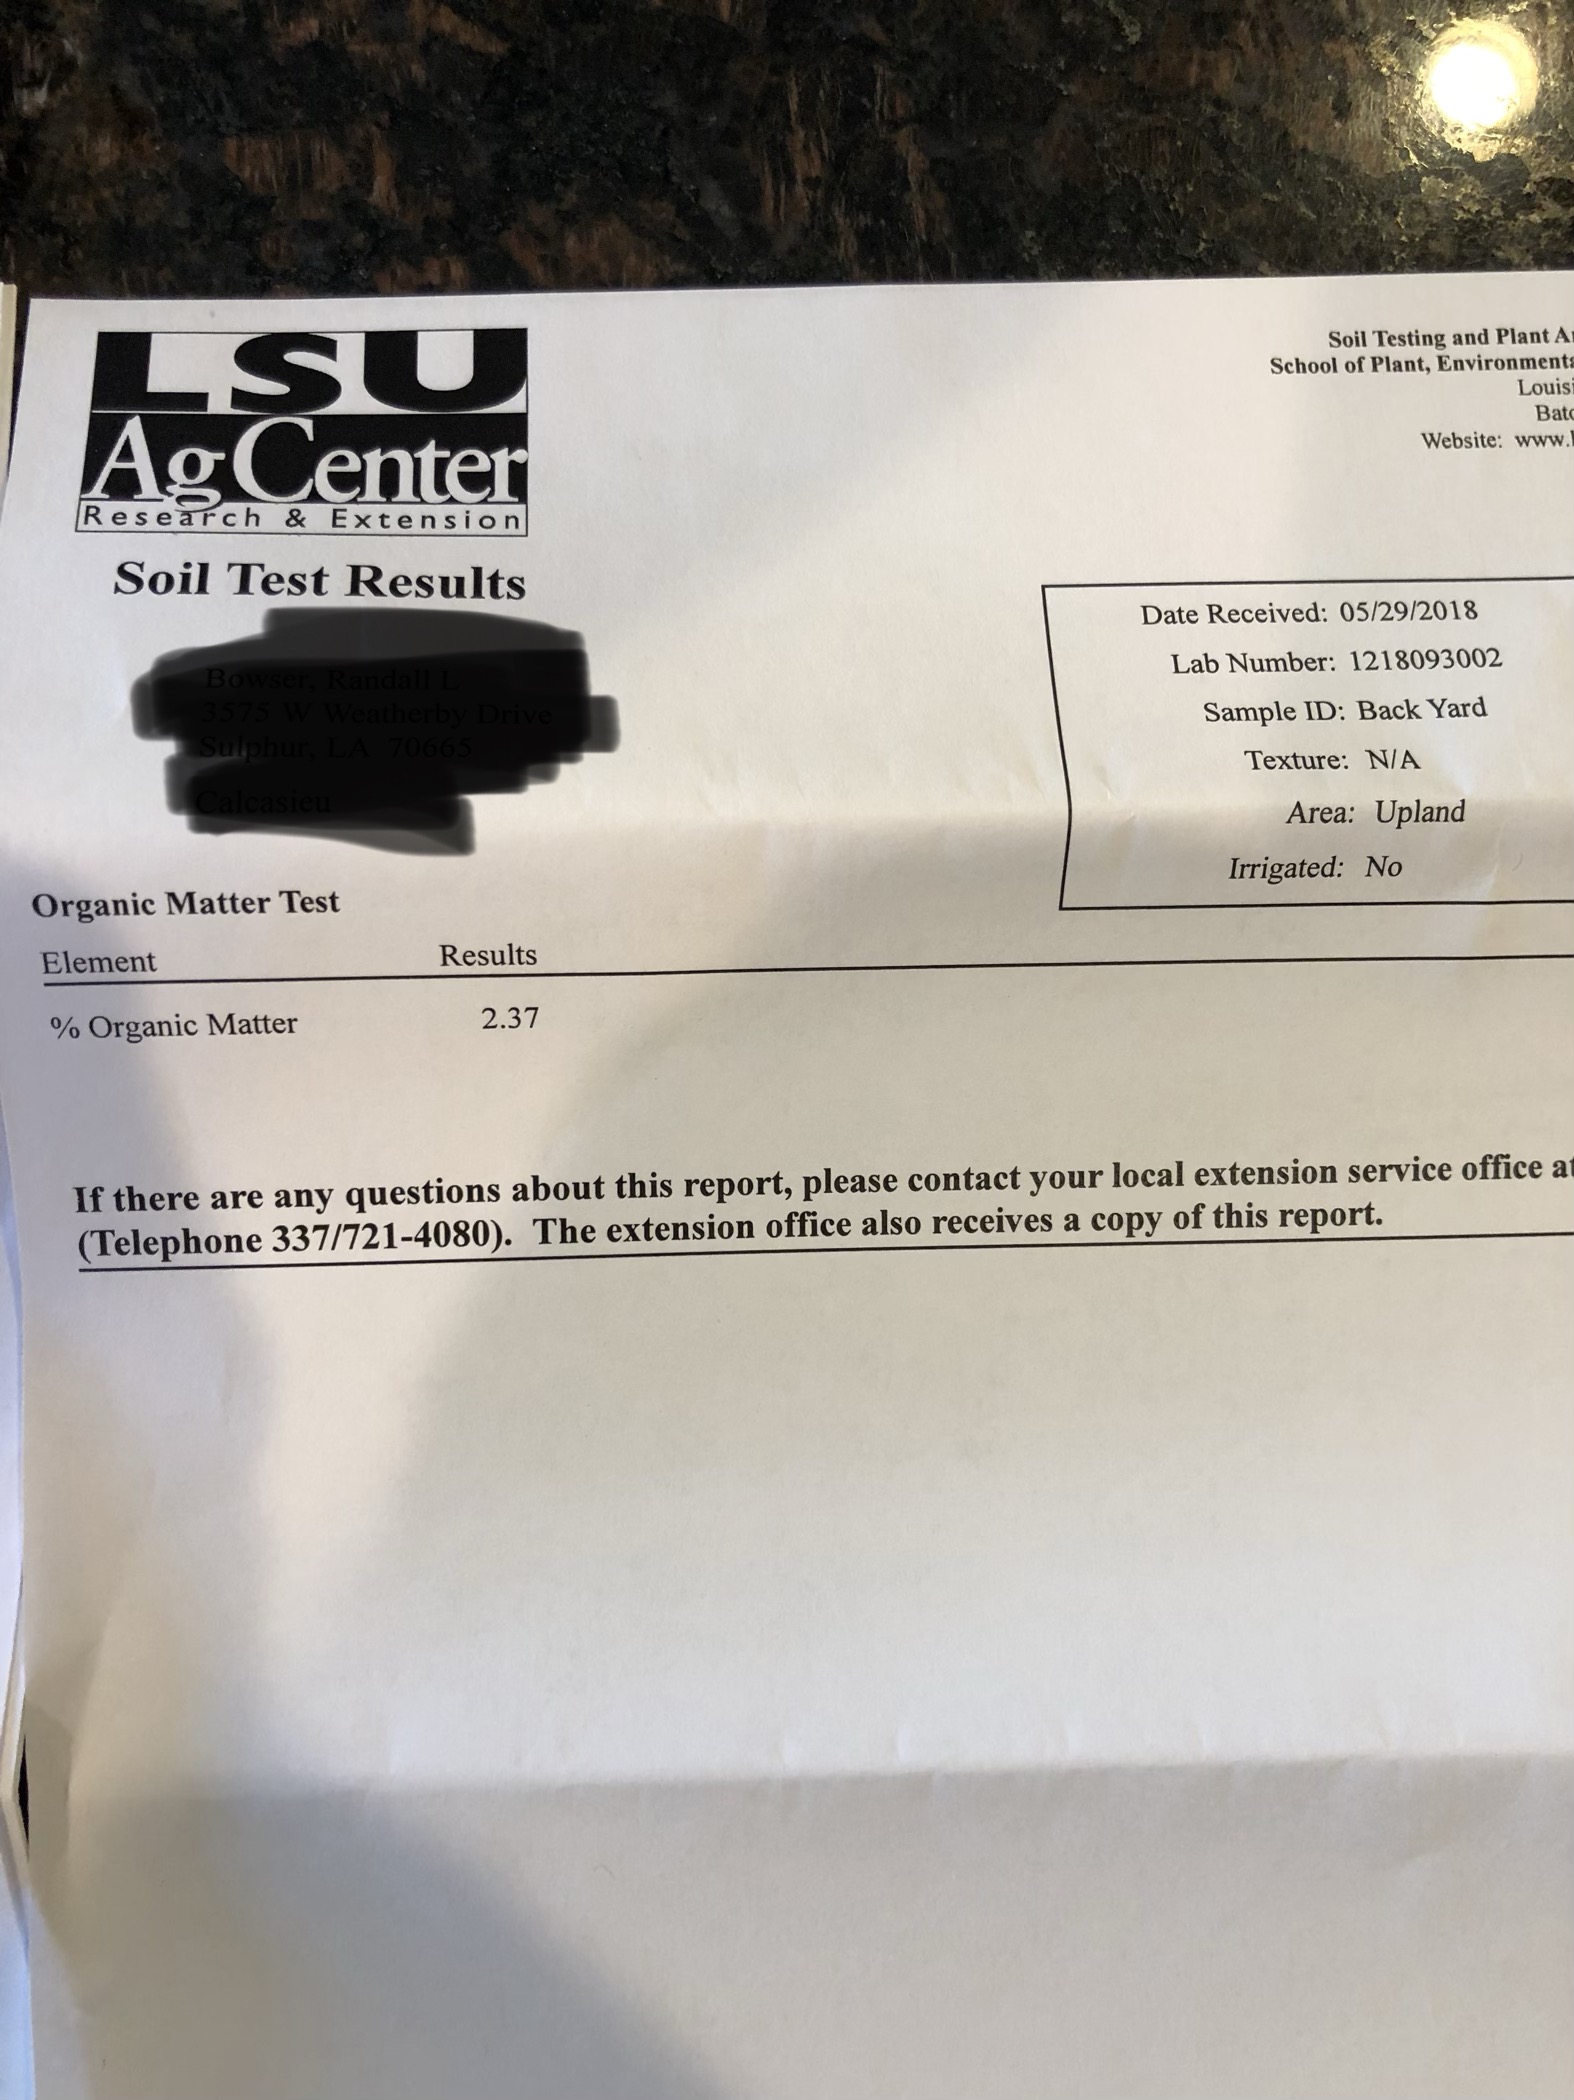 LSU
AgCenter
Research & Extension
Soil Testing and Plant
School of Plant,
Website: www.
Soil Test Results
Date Received: 05/29/2018
Lab Number: 1218093002
Sample ID: Back Yard
Texture: N/A
Area: Upland
Irrigated: No
Organic Matter Test
Element Results
% Organic Matter 2.37
If there are any questions about this report, please contact your local extension service office at
(Telephone 337/721-4080). The extension office also receives a copy of this report.